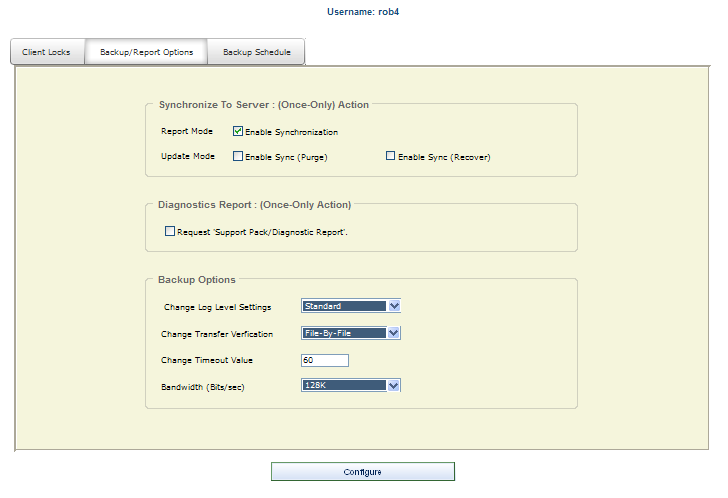 Username: rob4
Client Locks Backup/Report Options Backup Schedule
Synchronize To Server : (Once-Only) Action
Report Mode Enable Synchronization
Update Mode Enable Sync (Purge) Enable Sync (Recover)
Diagnostics Report : (Once-Only Action)
Request 'Support Pack/Diagnostic Report'.
Backup Options
Change Log Level Settings Standard
Change Transfer Verfication File-By-File
Change Timeout Value 60
Bandwidth (Bits/sec) 128K
Configure